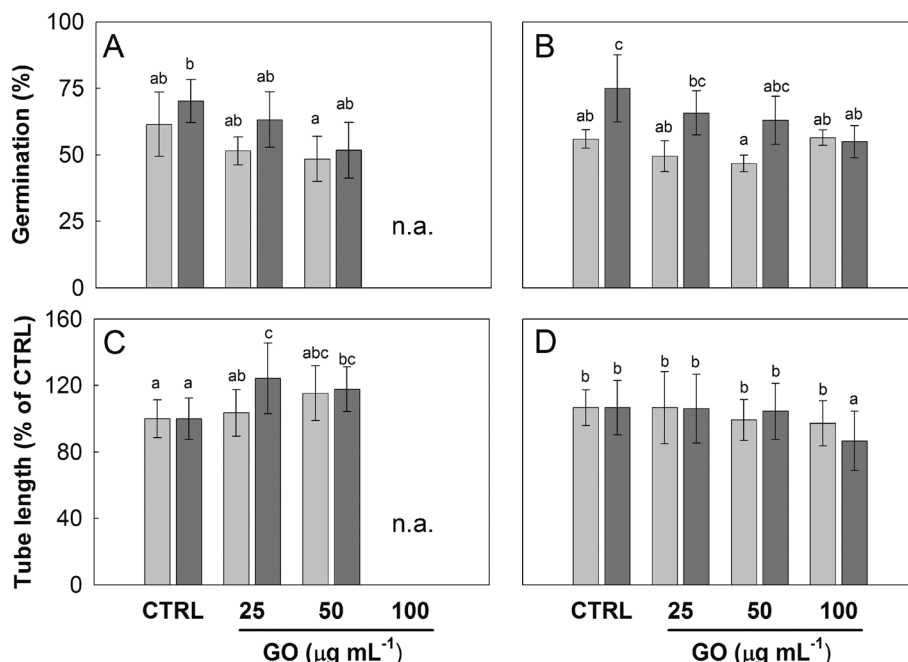 100
A
B
c
ab
b
ab
bc
abc
75
ab
ab
a
ab
ab
ab
a
ab
ab
50
25
0
Germination (%)
n.a.
160
C
D
c
abc
bc
b
b
b
b
b
b
b
a
120
a
a
ab
80
40
0
Tube length (% of CTRL)
n.a.
CTRL 25 50 100
CTRL 25 50 100
GO (µg mL⁻¹)
GO (µg mL⁻¹)